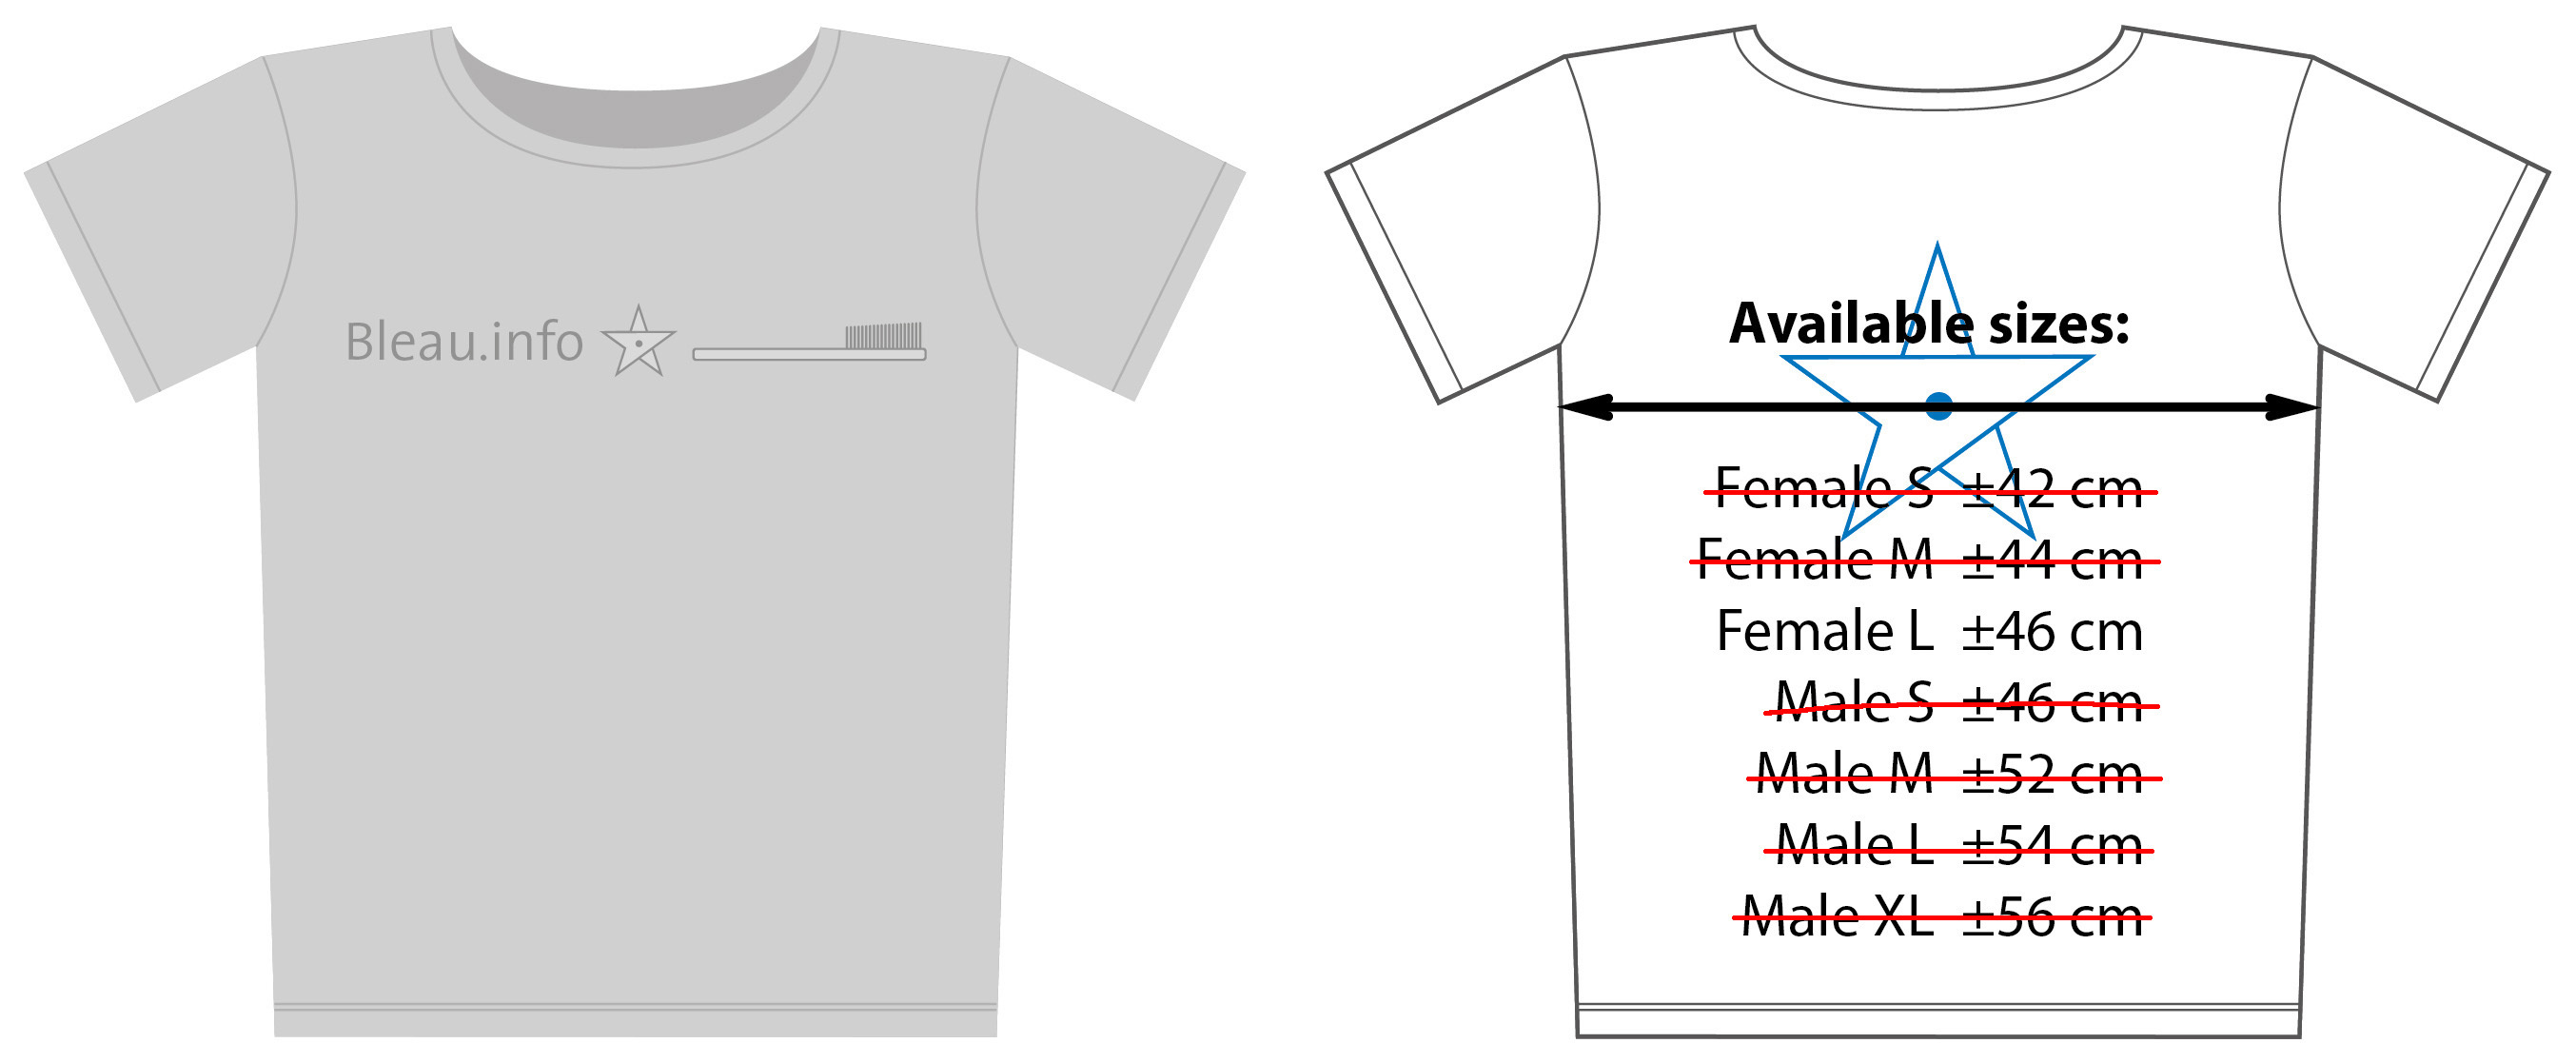 Bleau.info
Available sizes:
Female S ±42 cm
Female M ±44 cm
Female L ±46 cm
Male S ±46 cm
Male M ±52 cm
Male L ±54 cm
Male XL ±56 cm